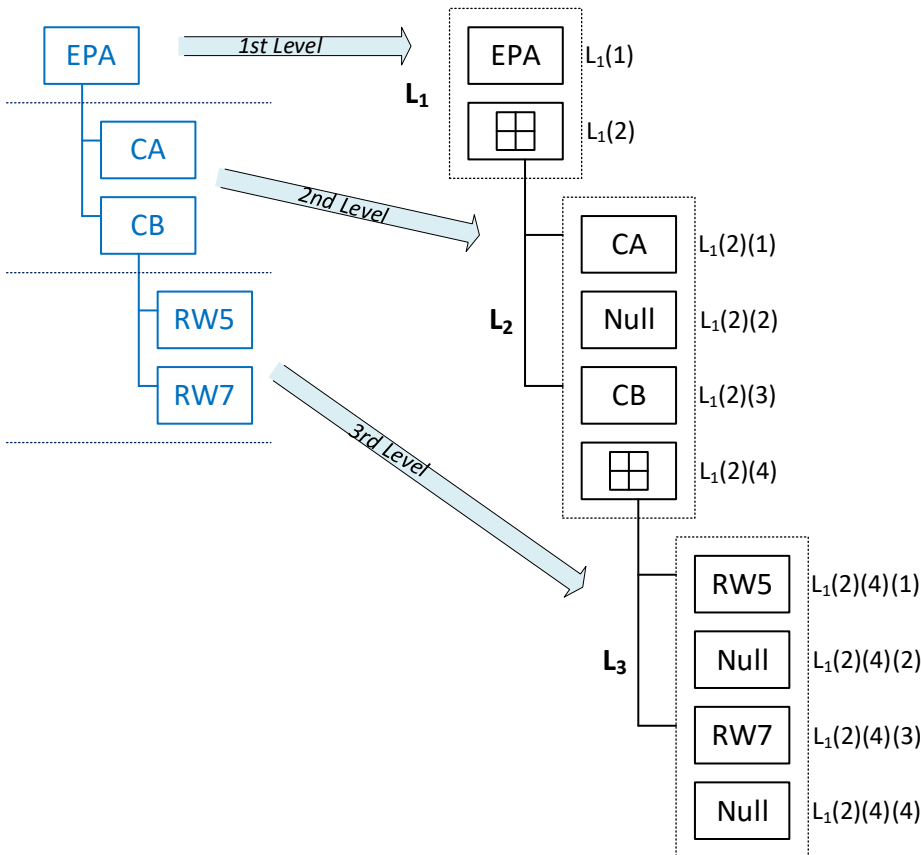 EPA
1st Level
EPA
L₁(1)
L₁
L₁(2)
CA
2nd Level
CB
CA
L₁(2)(1)
RW5
L₂
Null
L₁(2)(2)
RW7
CB
L₁(2)(3)
3rd Level
L₁(2)(4)
RW5
L₁(2)(4)(1)
L₃
Null
L₁(2)(4)(2)
RW7
L₁(2)(4)(3)
Null
L₁(2)(4)(4)